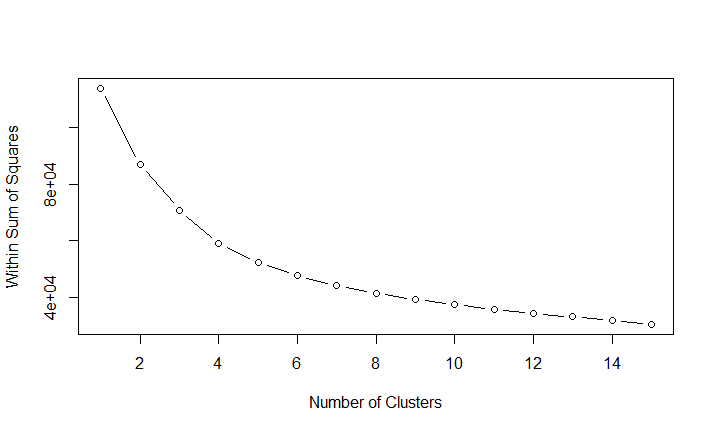 Within Sum of Squares
8e+04
4e+04
2 4 6 8 10 12 14
Number of Clusters